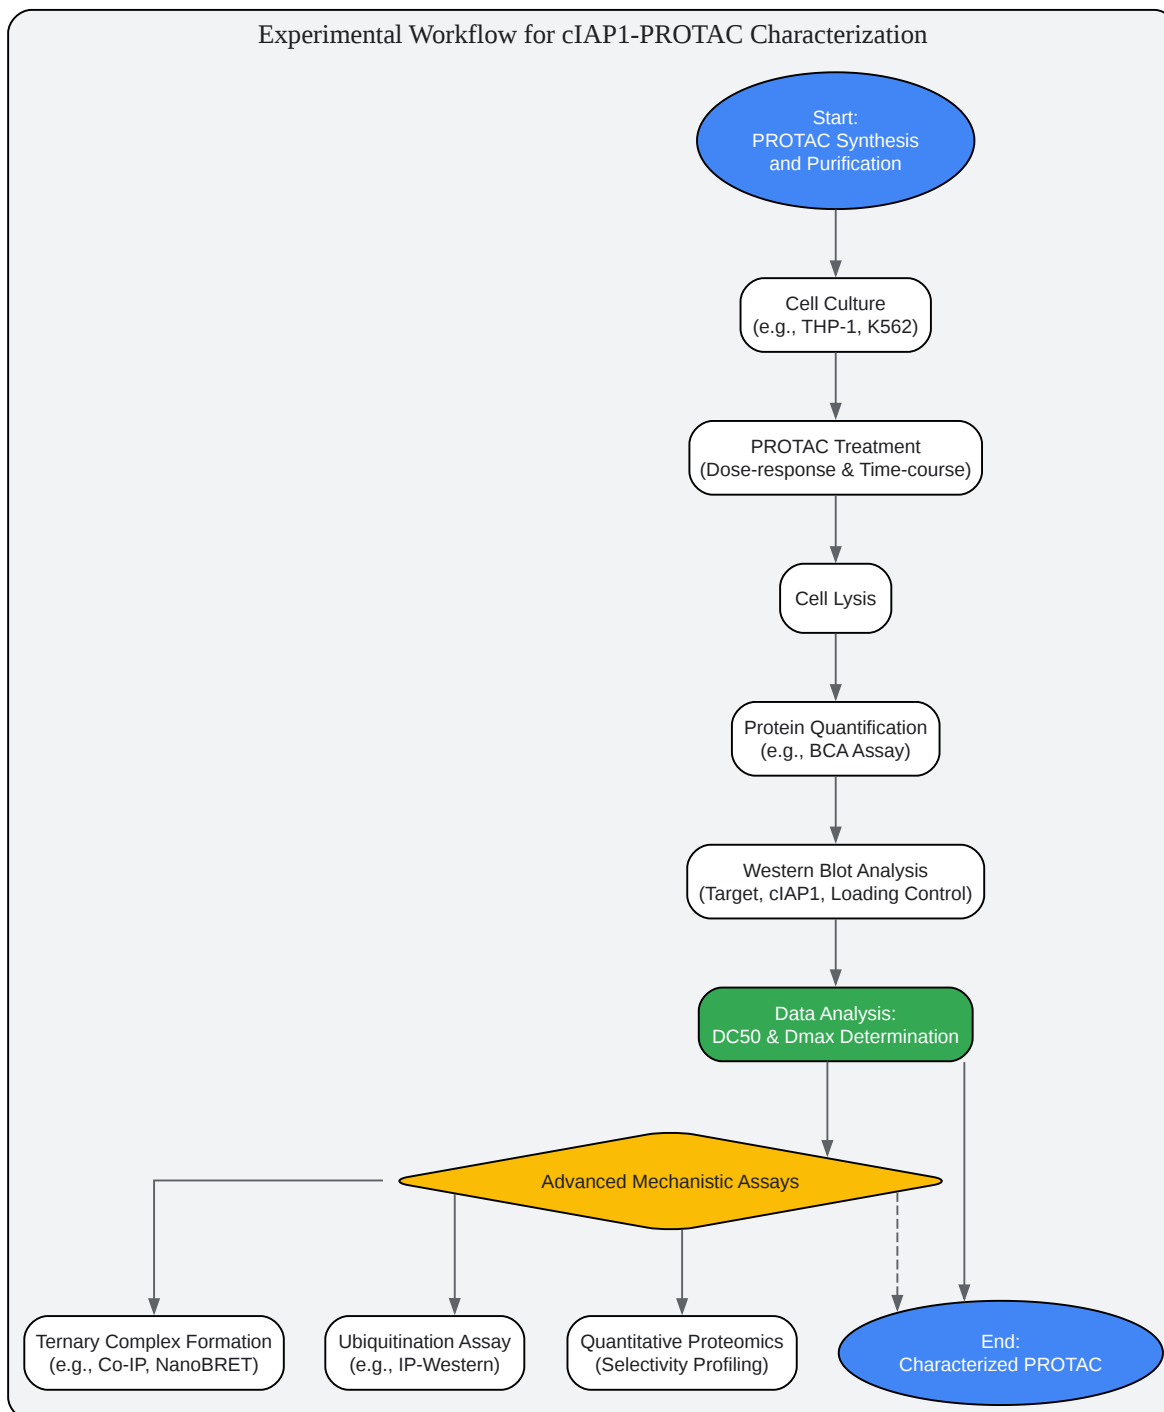 Experimental Workflow for cIAP1-PROTAC Characterization
Start:
PROTAC Synthesis
and Purification
Cell Culture
(e.g., THP-1, K562)
PROTAC Treatment
(Dose-response & Time-course)
Cell Lysis
Protein Quantification
(e.g., BCA Assay)
Western Blot Analysis
(Target, cIAP1, Loading Control)
Data Analysis:
DC50 & Dmax Determination
Advanced Mechanistic Assays
Ternary Complex Formation
(e.g., Co-IP, NanoBRET)
Ubiquitination Assay
(e.g., IP-Western)
Quantitative Proteomics
(Selectivity Profiling)
End:
Characterized PROTAC